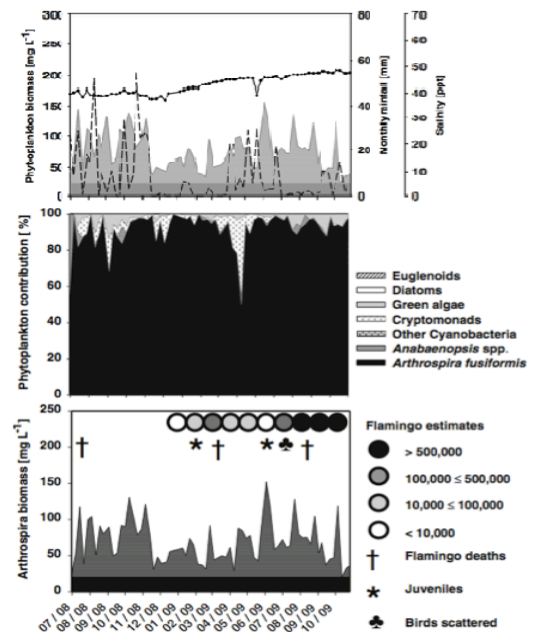 300
250
200
150
100
50
0
Phytoplankton biomass [mg L-1]
80
60
40
20
0
Monthly rainfall [mm]
70
60
50
40
30
20
10
0
Salinity [ppt]
100
80
60
40
20
0
Phytoplankton contribution [ %]
Euglenoids
Diatoms
Green algae
Cryptomonads
Other Cyanobacteria
Anabaenopsis spp.
Arthrospira fusiformis
250
200
150
100
50
0
Arthrospira biomass [mg L-1]
Flamingo estimates
> 500,000
100,000 ≤ 500,000
10,000 ≤ 100,000
< 10,000
† Flamingo deaths
* Juveniles
♣ Birds scattered
07 / 08
08 / 08
09 / 08
10 / 08
11 / 08
12 / 08
01 / 09
02 / 09
03 / 09
04 / 09
05 / 09
06 / 09
07 / 09
08 / 09
09 / 09
10 / 09